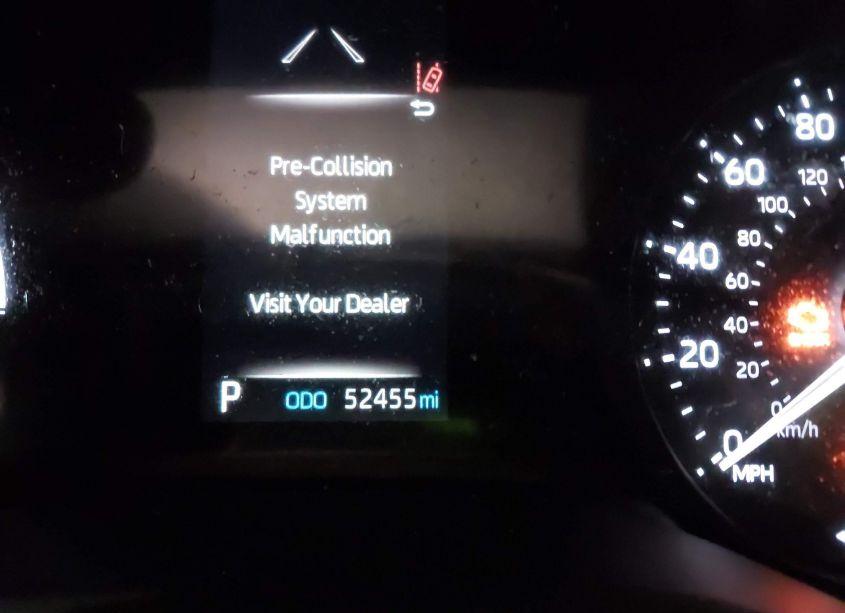 Pre-Collision
System
Malfunction
Visit Your Dealer
P ODO 52455 mi
80
60
120
100
40
80
60
20
40
20
0
0
km/h
MPH